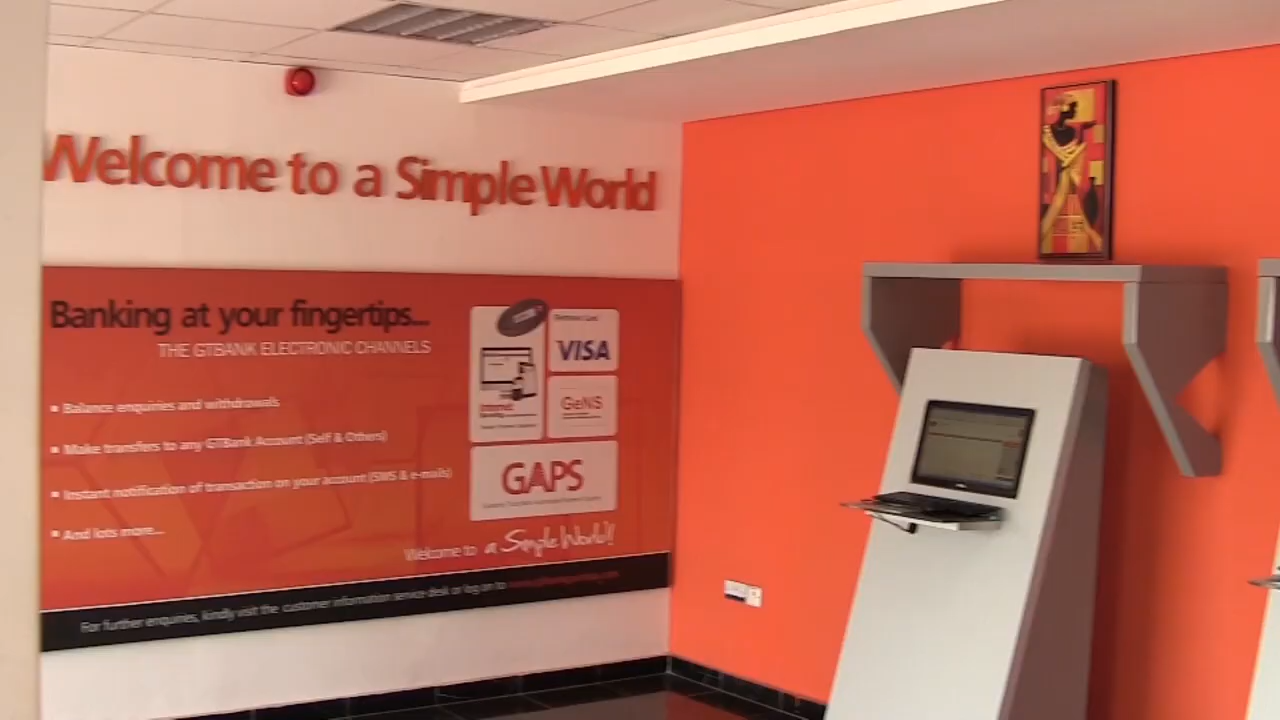 Welcome to a Simple World
Banking at your fingertips...
THE GTBANK ELECTRONIC CHANNELS
▪ Balance enquiries and withdrawals
▪ Make transfers to any GTBank Account (Self & Others)
▪ Instant notification of transaction on your account (SMS & e-mails)
▪ And lots more...
VISA
Internet
GeNS
GAPS
Welcome to a Simple World!
For further enquiries, kindly visit the customer information service desk or log on to